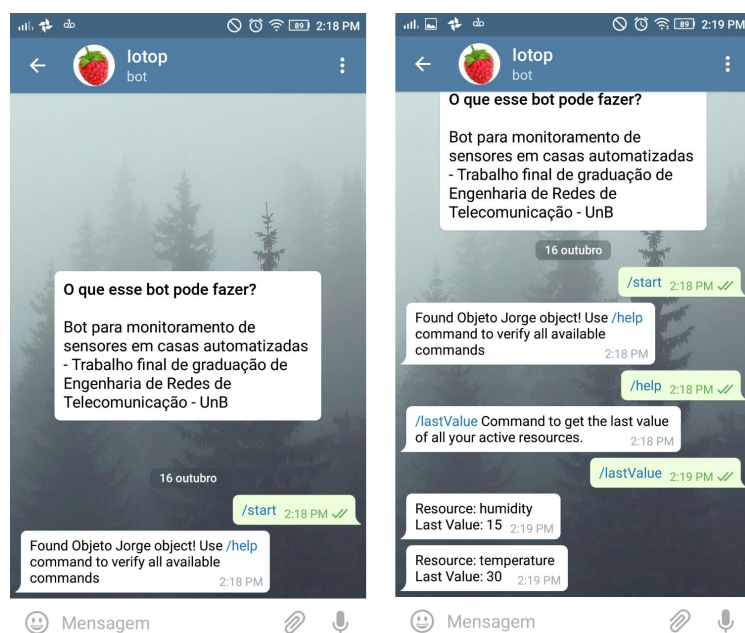 89 2:18 PM
Iotop
bot
O que esse bot pode fazer?
Bot para monitoramento de
sensores em casas automatizadas
- Trabalho final de graduação de
Engenharia de Redes de
Telecomunicação - UnB
16 outubro
/start 2:18 PM
Found Objeto Jorge object! Use /help
command to verify all available
commands 2:18 PM
Mensagem
89 2:19 PM
Iotop
bot
O que esse bot pode fazer?
Bot para monitoramento de
sensores em casas automatizadas
- Trabalho final de graduação de
Engenharia de Redes de
Telecomunicação - UnB
16 outubro
/start 2:18 PM
Found Objeto Jorge object! Use /help
command to verify all available
commands 2:18 PM
/help 2:18 PM
/lastValue Command to get the last value
of all your active resources. 2:18 PM
/lastValue 2:19 PM
Resource: humidity
Last Value: 15 2:19 PM
Resource: temperature
Last Value: 30 2:19 PM
Mensagem